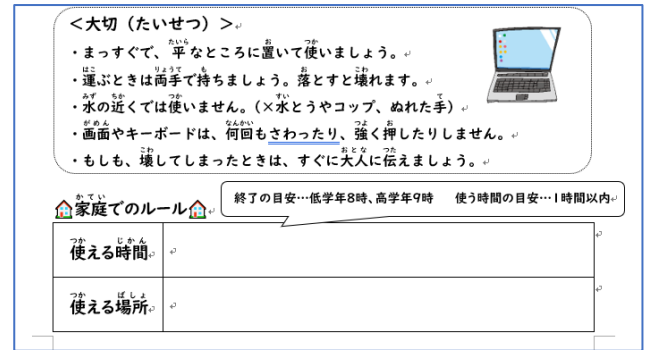 ＜大切（たいせつ）＞
・まっすぐで、平なところに置いて使いましょう。
・運ぶときは両手で持ちましょう。落とすと壊れます。
・水の近くでは使いません。（×水とうやコップ、ぬれた手）
・画面やキーボードは、何回もさわったり、強く押したりしません。
・もしも、壊してしまったときは、すぐに大人に伝えましょう。
家庭でのルール
終了の目安…低学年8時、高学年9時　使う時間の目安…1時間以内
使える時間
使える場所